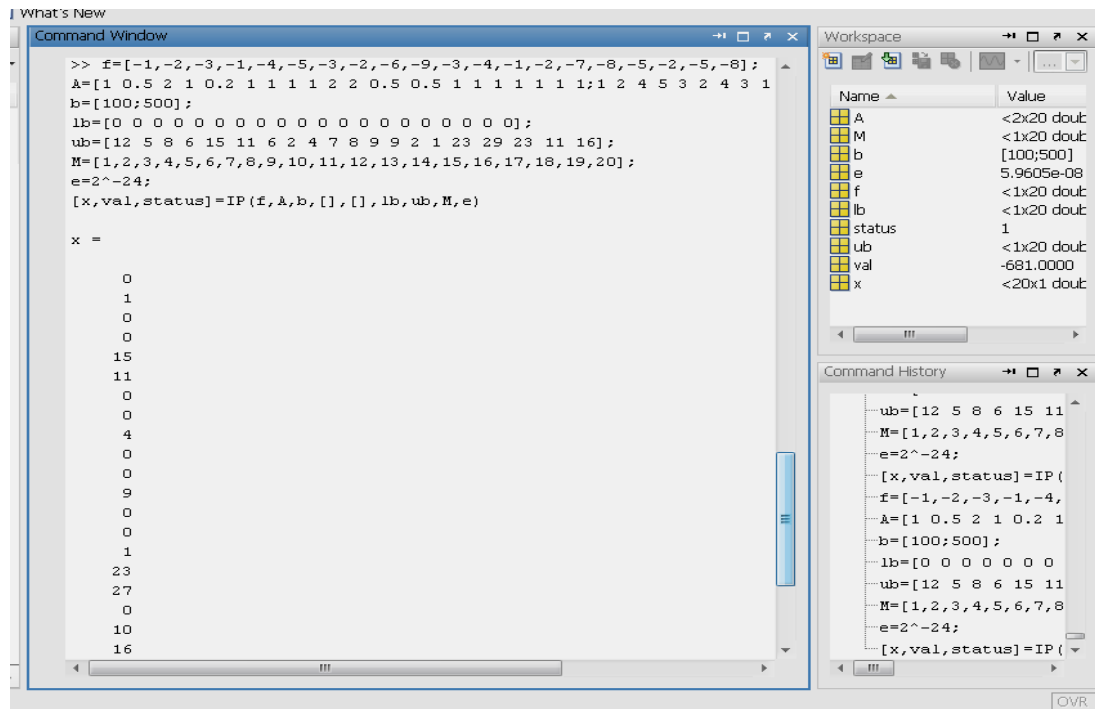 What's New
Command Window
>> f=[-1,-2,-3,-1,-4,-5,-3,-2,-6,-9,-3,-4,-1,-2,-7,-8,-5,-2,-5,-8];
A=[1 0.5 2 1 0.2 1 1 1 1 2 2 0.5 0.5 1 1 1 1 1 1 1;1 2 4 5 3 2 4 3 1
b=[100;500];
lb=[0 0 0 0 0 0 0 0 0 0 0 0 0 0 0 0 0 0 0 0];
ub=[12 5 8 6 15 11 6 2 4 7 8 9 9 2 1 23 29 23 11 16];
M=[1,2,3,4,5,6,7,8,9,10,11,12,13,14,15,16,17,18,19,20];
e=2^-24;
[x,val,status]=IP(f,A,b,[],[],lb,ub,M,e)
x =
0
1
0
0
15
11
0
0
4
0
0
9
0
0
1
23
27
0
10
16
Workspace
Name Value
A <2x20 doub
M <1x20 doub
b [100;500]
e 5.9605e-08
f <1x20 doub
lb <1x20 doub
status 1
ub <1x20 doub
val -681.0000
x <20x1 doub
Command History
ub=[12 5 8 6 15 11
M=[1,2,3,4,5,6,7,8
e=2^-24;
[x,val,status]=IP(
f=[-1,-2,-3,-1,-4,
A=[1 0.5 2 1 0.2 1
b=[100;500];
lb=[0 0 0 0 0 0 0
ub=[12 5 8 6 15 11
M=[1,2,3,4,5,6,7,8
e=2^-24;
[x,val,status]=IP(
OVR